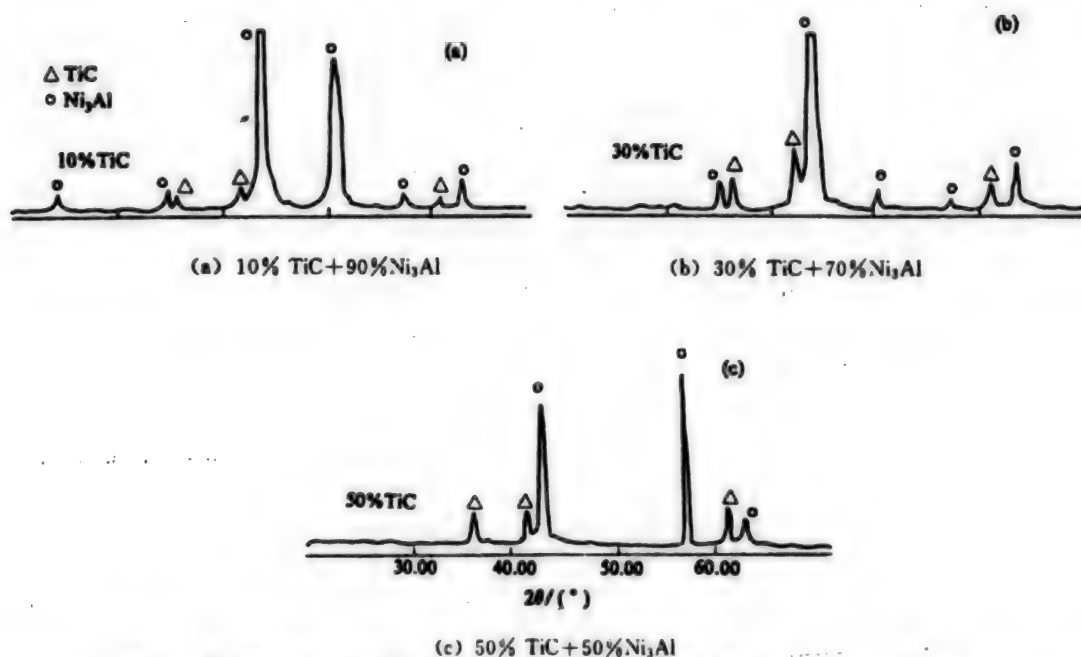 (a)
△ TiC
○ Ni₃Al
10%TiC
(a) 10% TiC+90%Ni₃Al
(b)
30%TiC
(b) 30% TiC+70%Ni₃Al
(c)
50%TiC
30.00 40.00 50.00 60.00
2θ/(°)
(c) 50% TiC+50%Ni₃Al